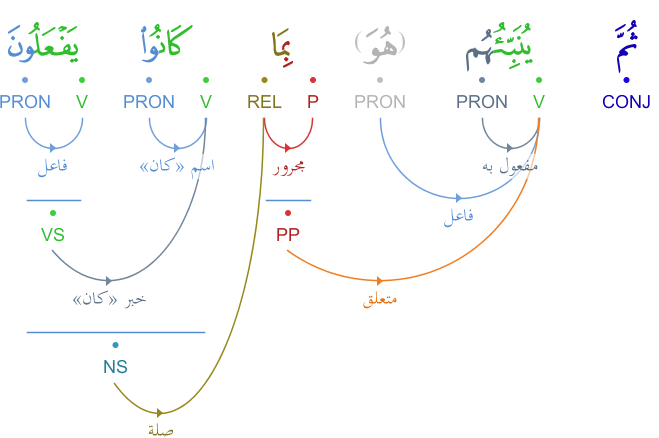 ثُمَّ يُنَبِّئُهُم (هُوَ) بِمَا كَانُوا۟ يَفْعَلُونَ
CONJ V PRON PRON P REL V PRON V PRON
مفعول به مجرور اسم «كان» فاعل
فاعل
PP VS
متعلق خبر «كان»
NS
صلة